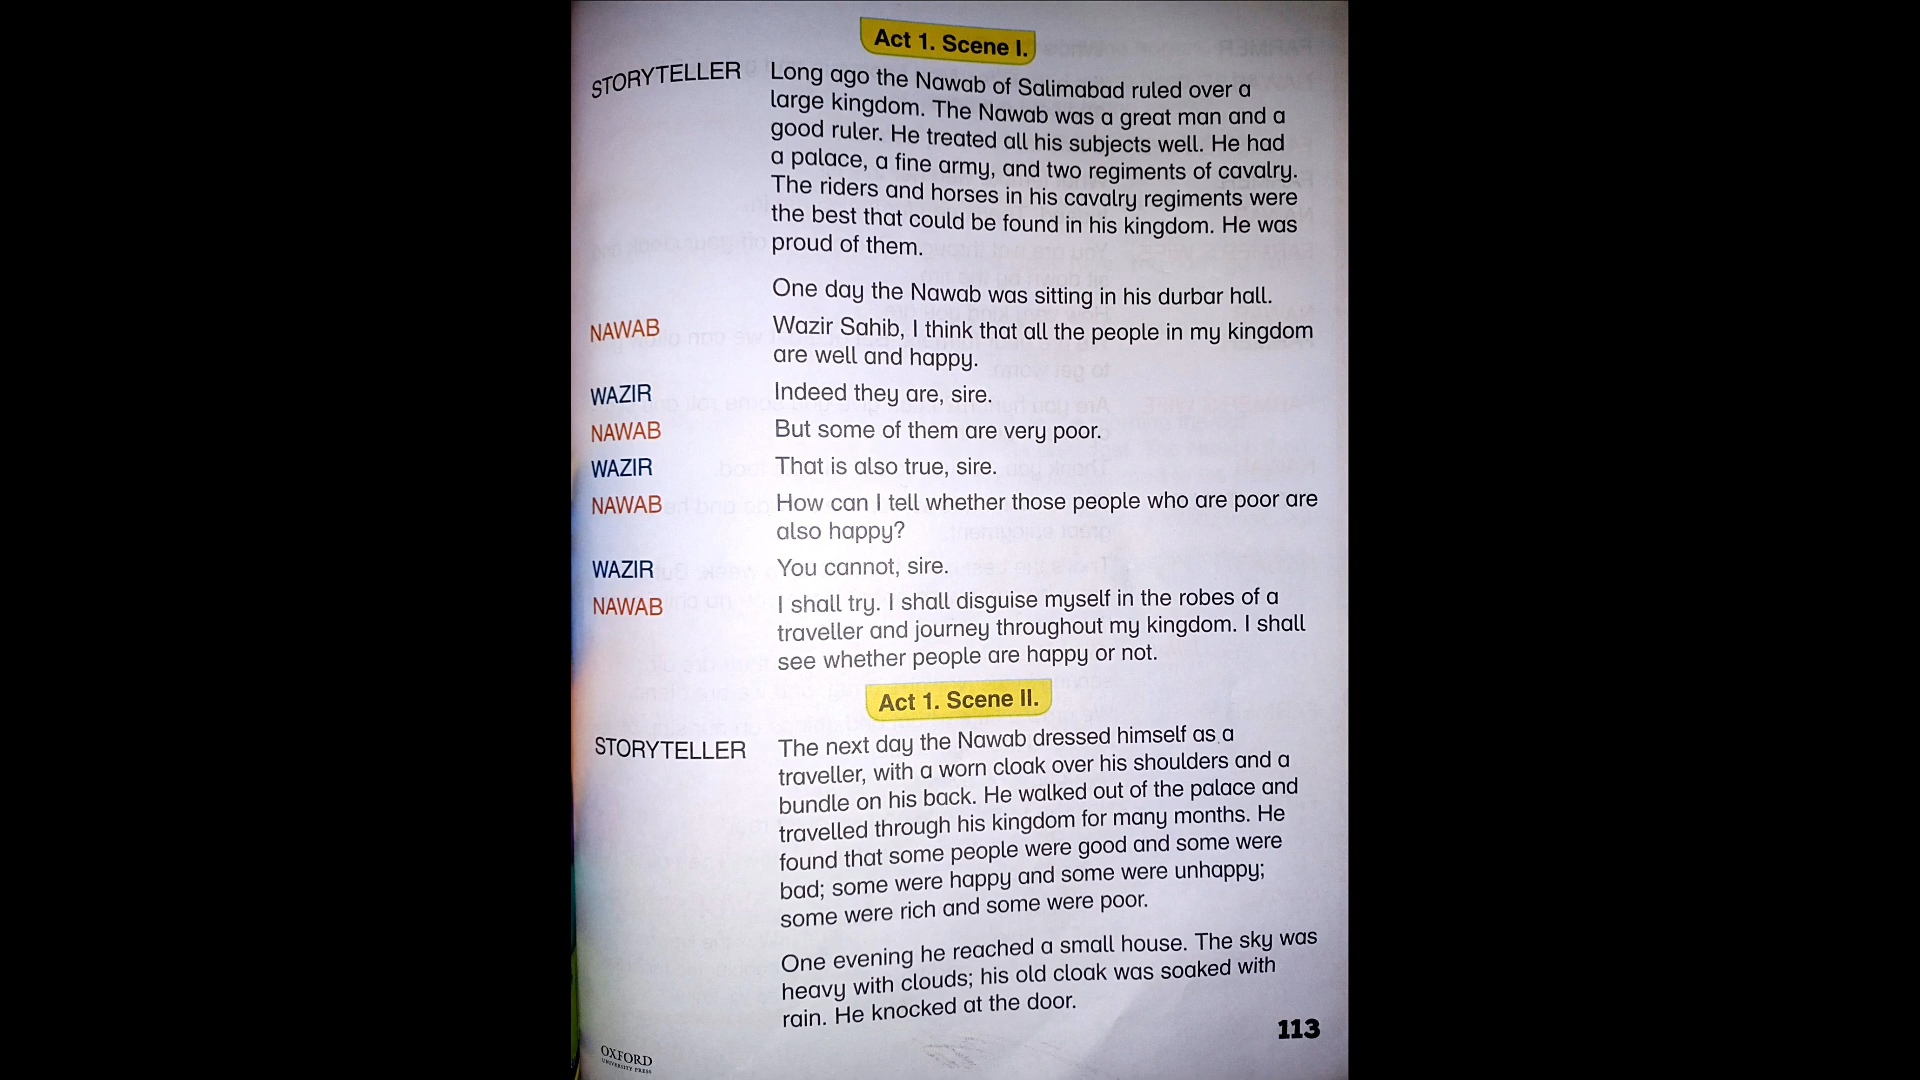 Act 1. Scene I.
STORYTELLER Long ago the Nawab of Salimabad ruled over a
large kingdom. The Nawab was a great man and a
good ruler. He treated all his subjects well. He had
a palace, a fine army, and two regiments of cavalry.
The riders and horses in his cavalry regiments were
the best that could be found in his kingdom. He was
proud of them.
One day the Nawab was sitting in his durbar hall.
NAWAB Wazir Sahib, I think that all the people in my kingdom
are well and happy.
WAZIR Indeed they are, sire.
NAWAB But some of them are very poor.
WAZIR That is also true, sire.
NAWAB How can I tell whether those people who are poor are
also happy?
WAZIR You cannot, sire.
NAWAB I shall try. I shall disguise myself in the robes of a
traveller and journey throughout my kingdom. I shall
see whether people are happy or not.
Act 1. Scene II.
STORYTELLER The next day the Nawab dressed himself as a
traveller, with a worn cloak over his shoulders and a
bundle on his back. He walked out of the palace and
travelled through his kingdom for many months. He
found that some people were good and some were
bad; some were happy and some were unhappy;
some were rich and some were poor.
One evening he reached a small house. The sky was
heavy with clouds; his old cloak was soaked with
rain. He knocked at the door.
113
OXFORD
UNIVERSITY PRESS